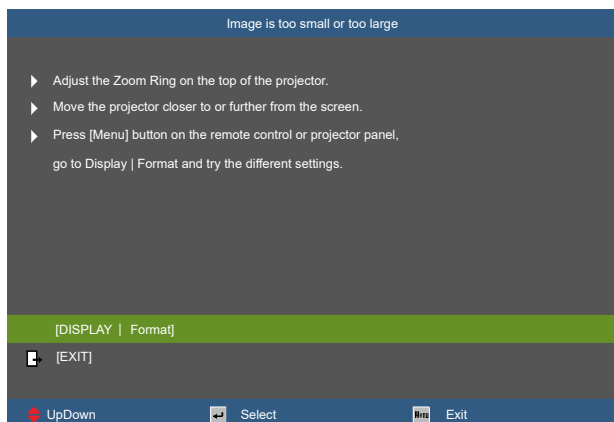 Image is too small or too large
Adjust the Zoom Ring on the top of the projector.
Move the projector closer to or further from the screen.
Press [Menu] button on the remote control or projector panel,
go to Display | Format and try the different settings.
[DISPLAY | Format]
[EXIT]
UpDown Select Menu Exit